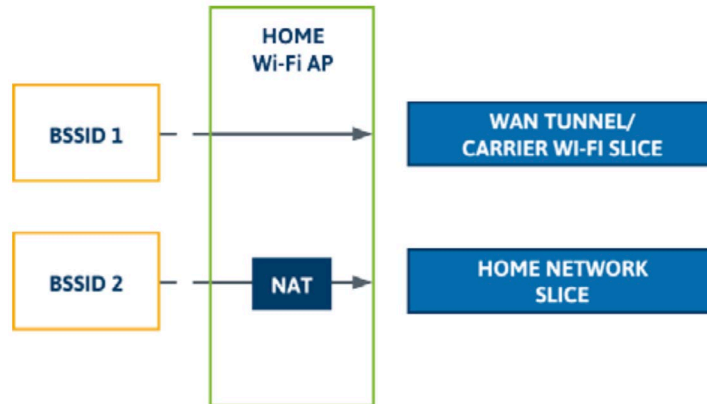 HOME
Wi-Fi AP
BSSID 1
WAN TUNNEL/
CARRIER WI-FI SLICE
BSSID 2
NAT
HOME NETWORK
SLICE